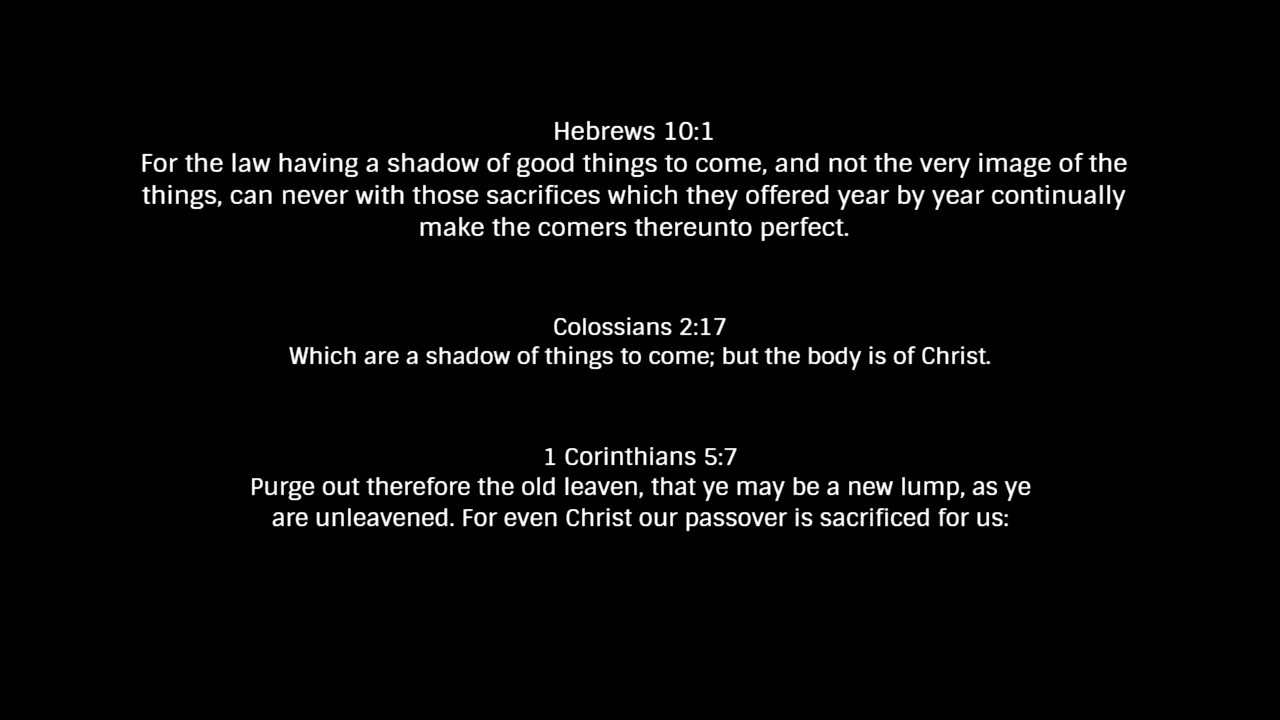 Hebrews 10:1
For the law having a shadow of good things to come, and not the very image of the
things, can never with those sacrifices which they offered year by year continually
make the comers thereunto perfect.
Colossians 2:17
Which are a shadow of things to come; but the body is of Christ.
1 Corinthians 5:7
Purge out therefore the old leaven, that ye may be a new lump, as ye
are unleavened. For even Christ our passover is sacrificed for us: